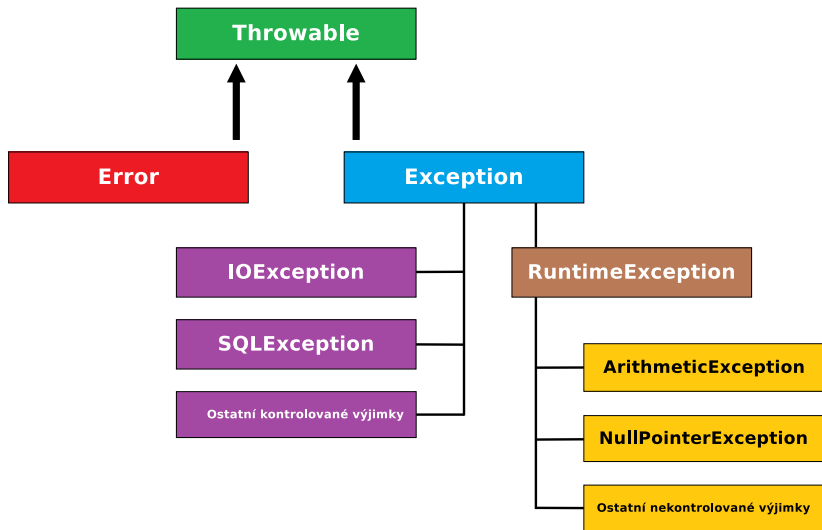 Throwable
Error
Exception
IOException
RuntimeException
SQLException
ArithmeticException
Ostatní kontrolované výjimky
NullPointerException
Ostatní nekontrolované výjimky